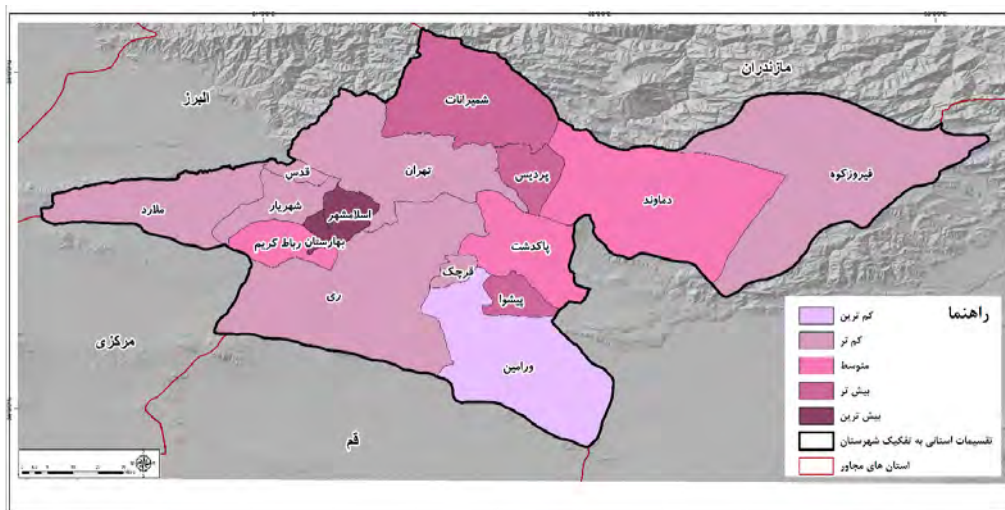 مازندران
البرز
شمیرانات
تهران
پردیس
دماوند
فیروزکوه
قدس
ملارد
شهریار
اسلامشهر
بهارستان
رباط کریم
پاکدشت
قرچک
ری
پیشوا
ورامین
مرکزی
قم
راهنما
کم ترین
کم تر
متوسط
بیش تر
بیش ترین
تقسیمات استانی به تفکیک شهرستان
استان های مجاور